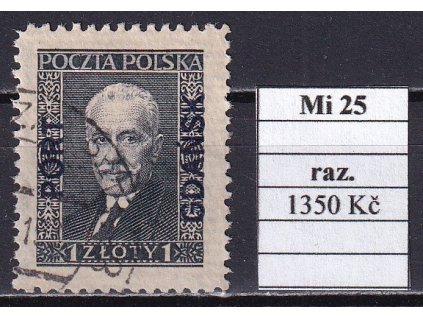 POCZTA POLSKA
PORT
GDAŃSK
1 ZŁOTY 1
Mi 25
raz.
1350 Kč